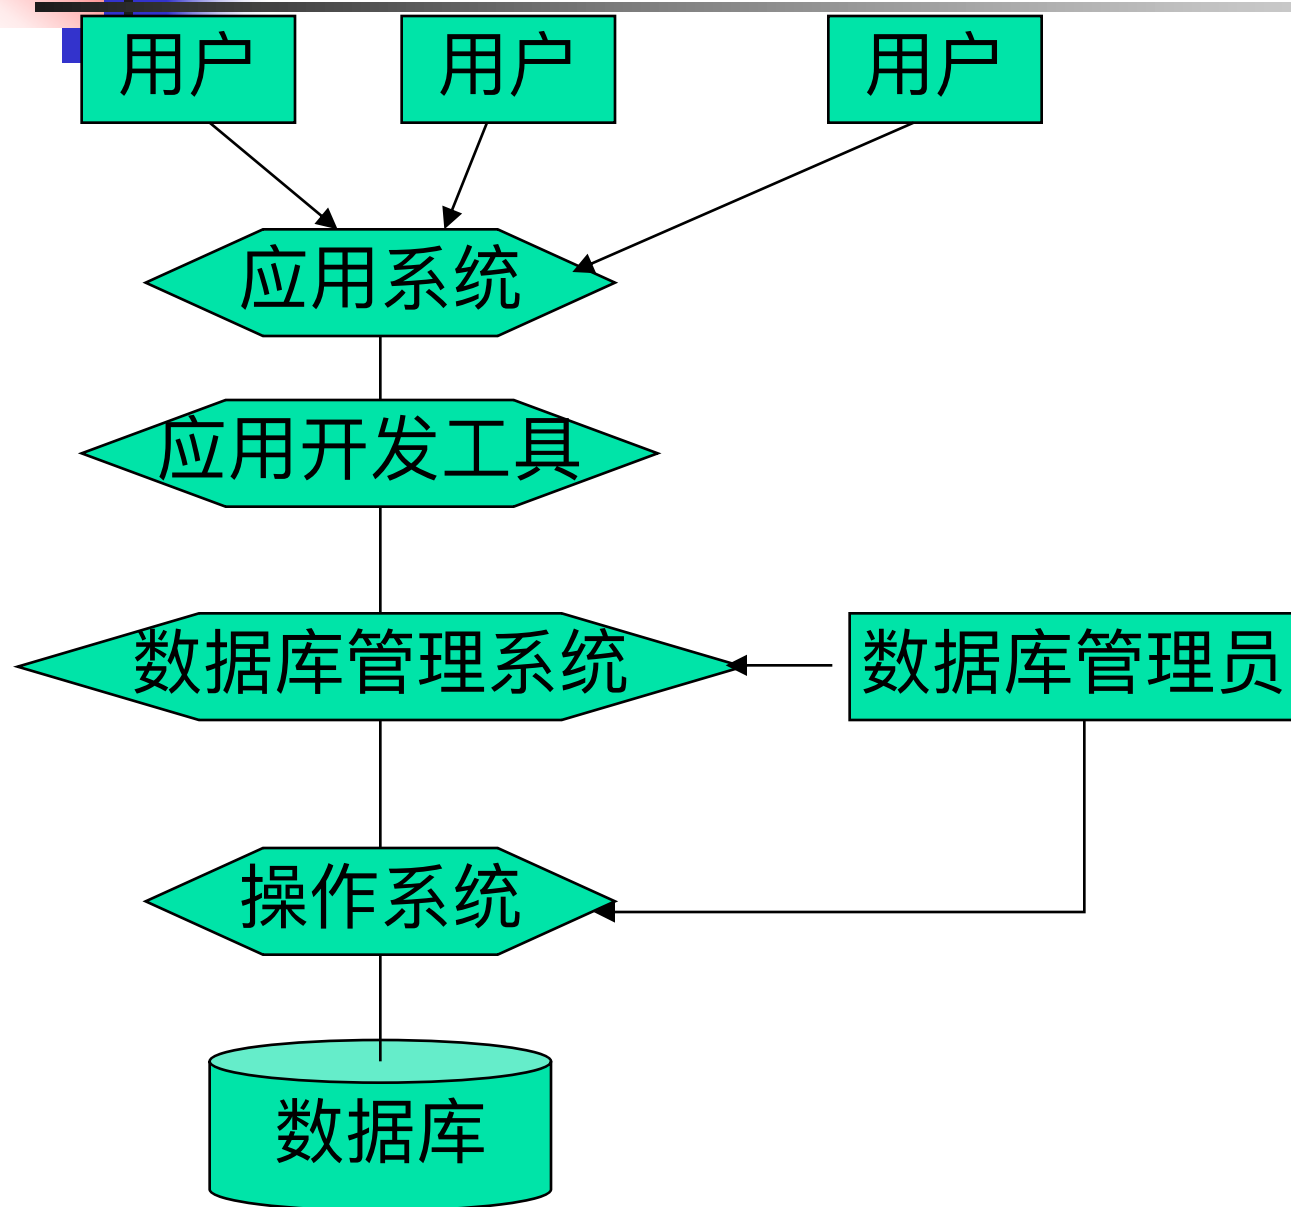 用户
用户
用户
应用系统
应用开发工具
数据库管理系统
数据库管理员
操作系统
数据库